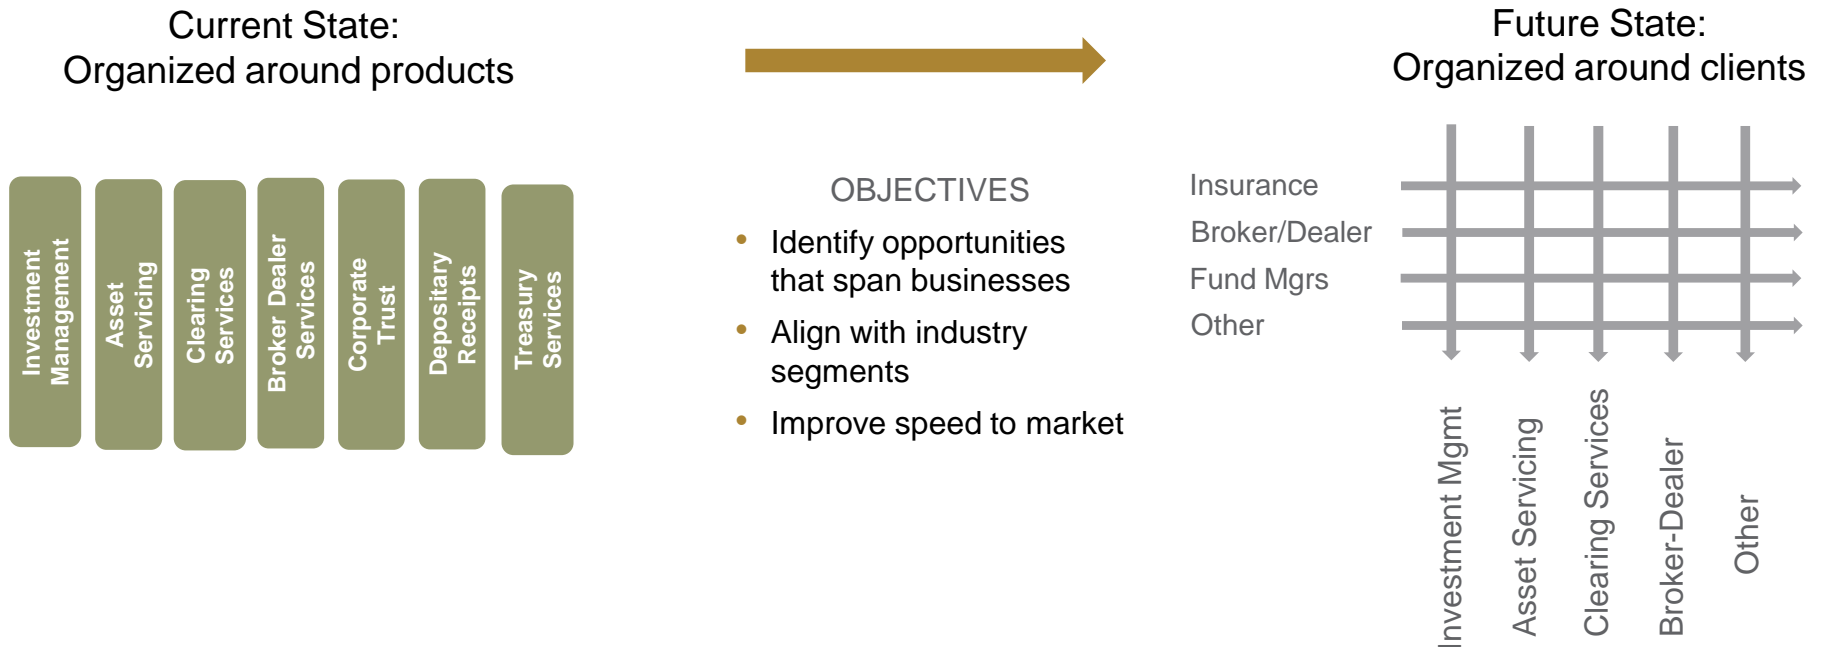 Current State:
Organized around products
Investment
Management
Asset
Servicing
Clearing
Services
Broker Dealer
Services
Corporate
Trust
Depositary
Receipts
Treasury
Services
OBJECTIVES
• Identify opportunities
that span businesses
• Align with industry
segments
• Improve speed to market
Future State:
Organized around clients
Insurance
Broker/Dealer
Fund Mgrs
Other
Investment Mgmt
Asset Servicing
Clearing Services
Broker-Dealer
Other